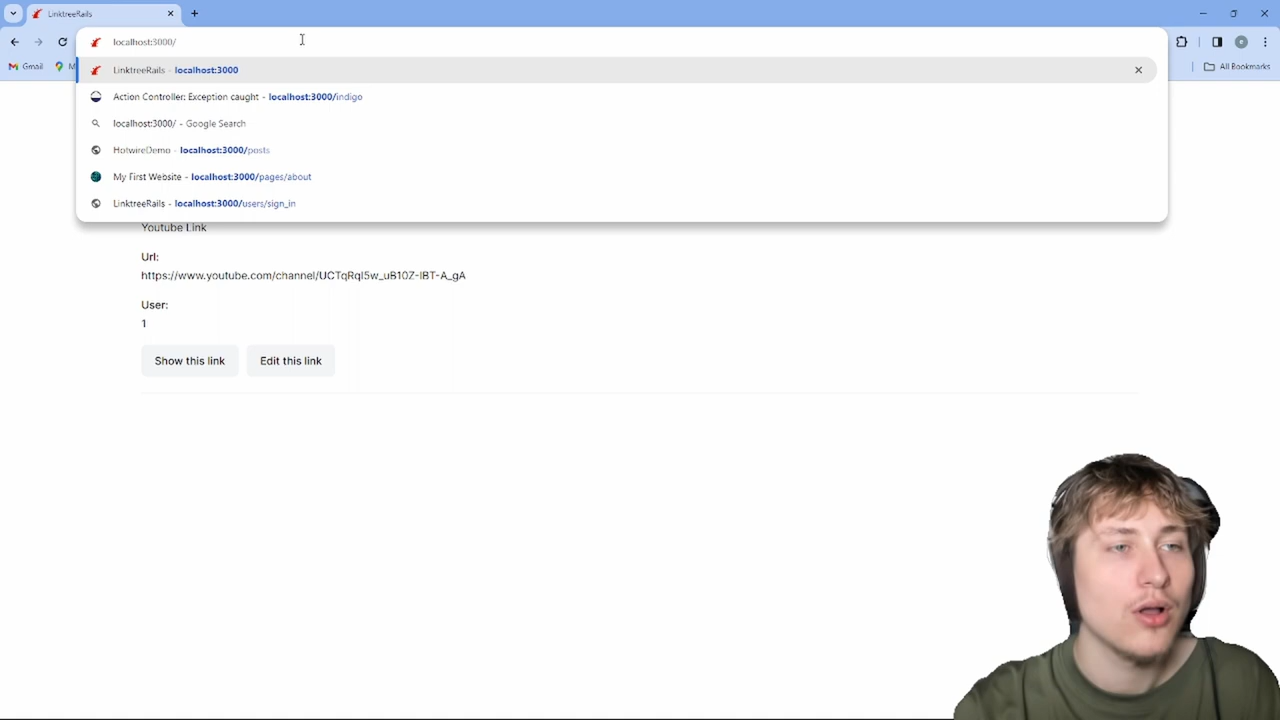 LinktreeRails
localhost:3000/
Gmail
M
All Bookmarks
LinktreeRails - localhost:3000
Action Controller: Exception caught - localhost:3000/indigo
localhost:3000/ - Google Search
HotwireDemo - localhost:3000/posts
My First Website - localhost:3000/pages/about
LinktreeRails - localhost:3000/users/sign_in
Youtube Link
Url:
https://www.youtube.com/channel/UCTqRqI5w_uB10Z-IBT-A_gA
User:
1
Show this link
Edit this link